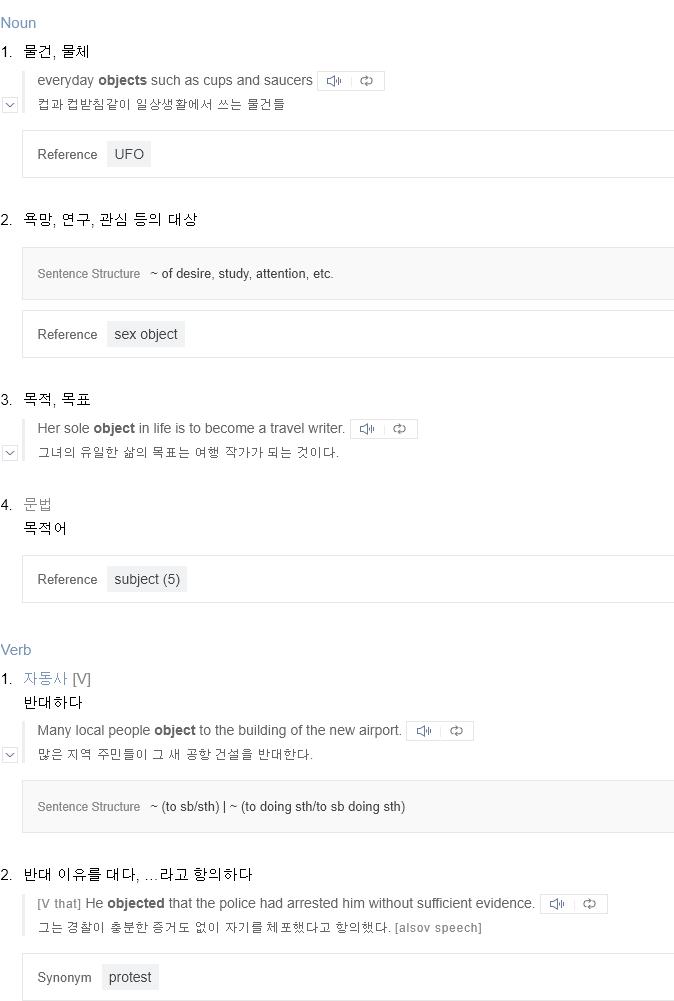 Noun
1. 물건, 물체
everyday objects such as cups and saucers
컵과 컵받침같이 일상생활에서 쓰는 물건들
Reference UFO
2. 욕망, 연구, 관심 등의 대상
Sentence Structure ~ of desire, study, attention, etc.
Reference sex object
3. 목적, 목표
Her sole object in life is to become a travel writer.
그녀의 유일한 삶의 목표는 여행 작가가 되는 것이다.
4. 문법
목적어
Reference subject (5)
Verb
1. 자동사 [V]
반대하다
Many local people object to the building of the new airport.
많은 지역 주민들이 그 새 공항 건설을 반대한다.
Sentence Structure ~ (to sb/sth) | ~ (to doing sth/to sb doing sth)
2. 반대 이유를 대다, …라고 항의하다
[V that] He objected that the police had arrested him without sufficient evidence.
그는 경찰이 충분한 증거도 없이 자기를 체포했다고 항의했다. [alsov speech]
Synonym protest